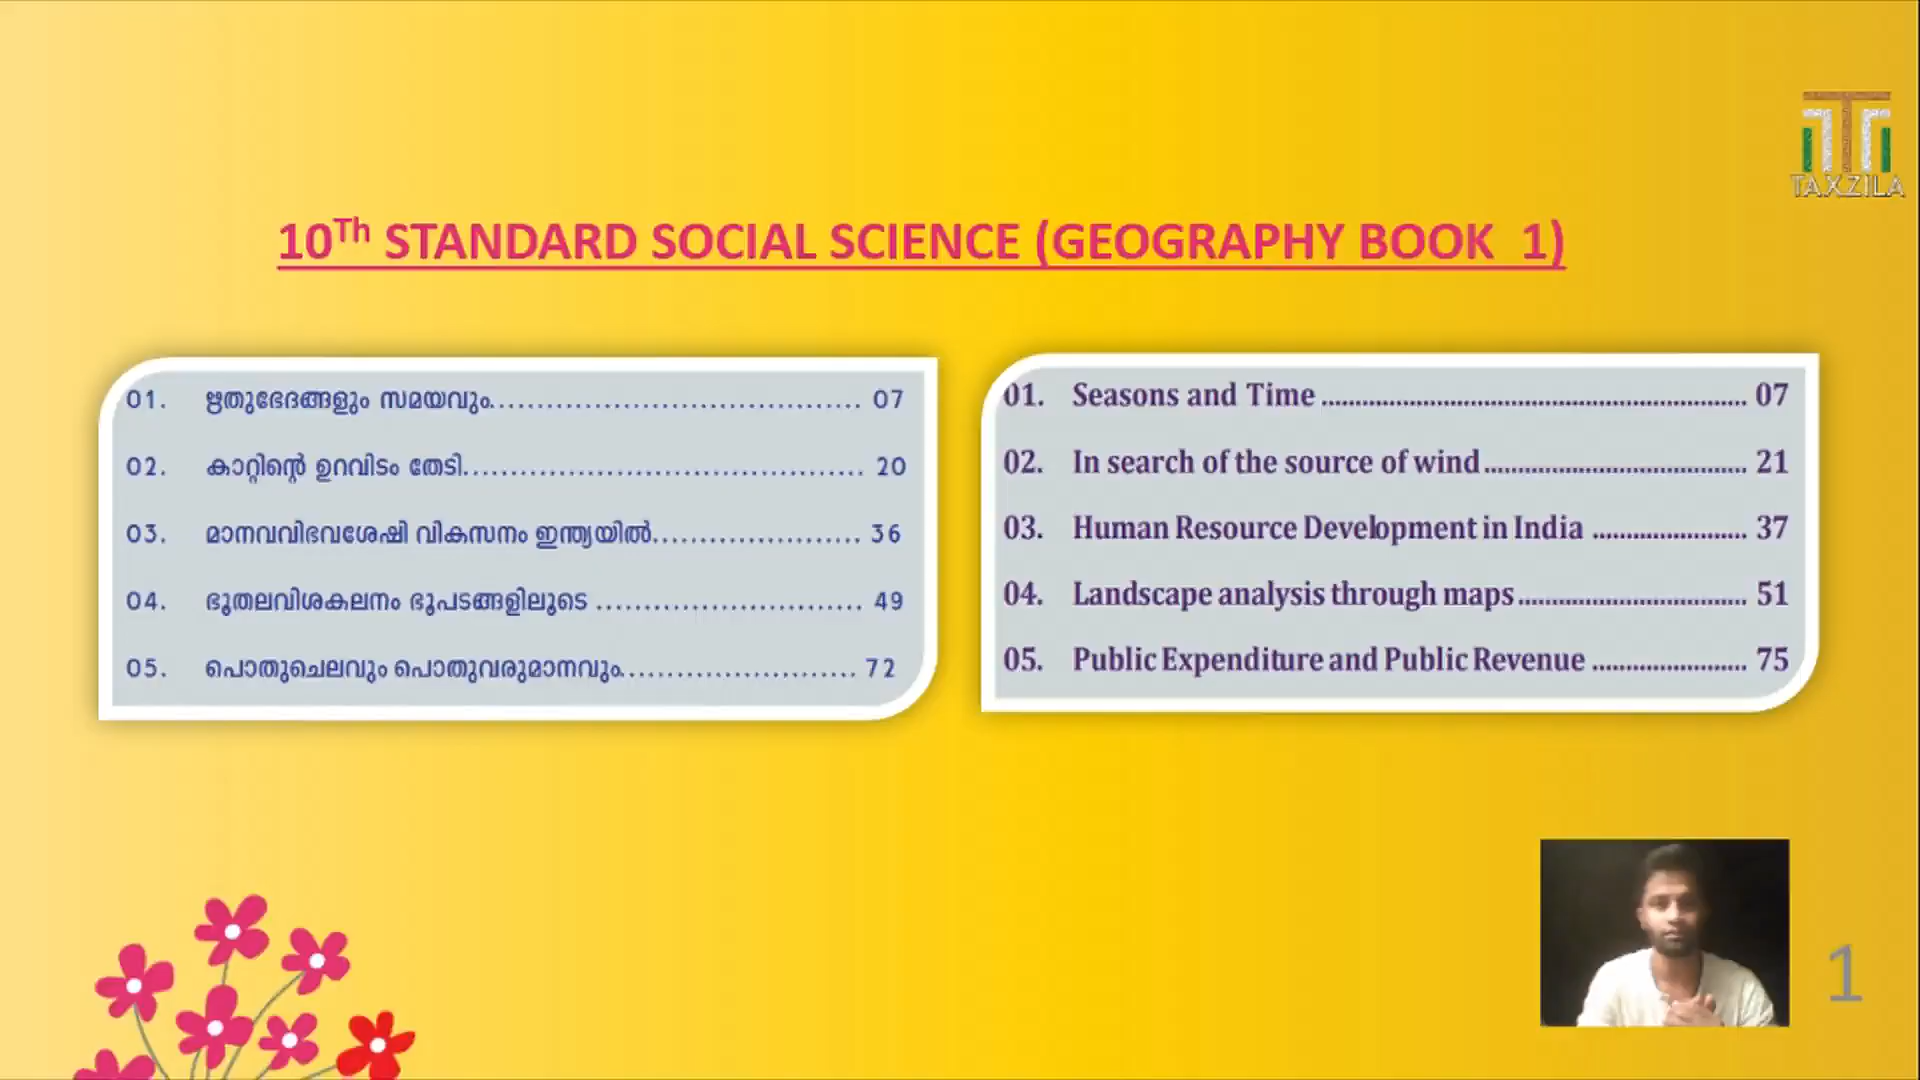 TAXZILA
10Th STANDARD SOCIAL SCIENCE (GEOGRAPHY BOOK 1)
01. ഋതുഭേദങ്ങളും സമയവും........................................ 07
02. കാറ്റിന്റെ ഉറവിടം തേടി........................................... 20
03. മാനവവിഭവശേഷി വികസനം ഇന്ത്യയിൽ...................... 36
04. ഭൂതലവിശകലനം ഭൂപടങ്ങളിലൂടെ ............................ 49
05. പൊതുചെലവും പൊതുവരുമാനവും......................... 72
01. Seasons and Time ................................................................ 07
02. In search of the source of wind ....................................... 21
03. Human Resource Development in India ....................... 37
04. Landscape analysis through maps .................................. 51
05. Public Expenditure and Public Revenue ....................... 75
1